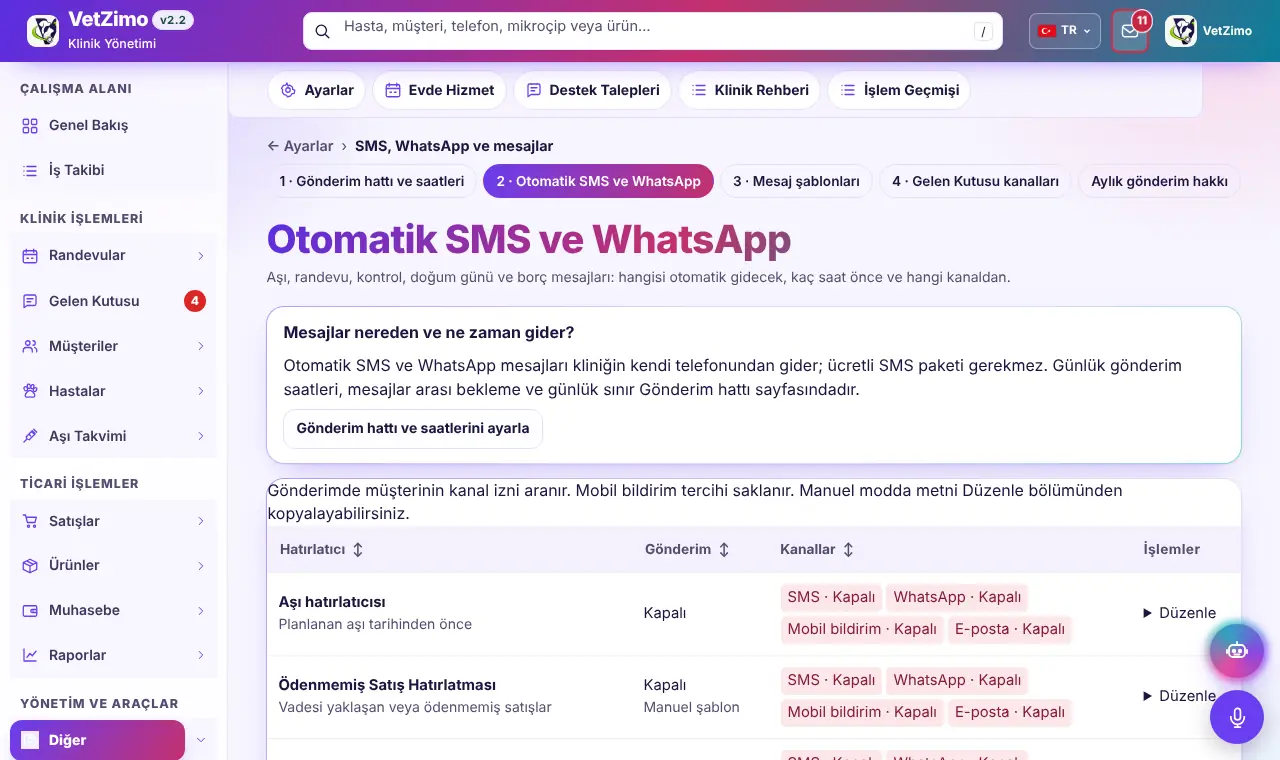 VetZimo v2.2
Klinik Yönetimi
Hasta, müşteri, telefon, mikroçip veya ürün...
/
TR
11
VetZimo
ÇALIŞMA ALANI
Genel Bakış
İş Takibi
KLİNİK İŞLEMLERİ
Randevular
Gelen Kutusu 4
Müşteriler
Hastalar
Aşı Takvimi
TİCARİ İŞLEMLER
Satışlar
Ürünler
Muhasebe
Raporlar
YÖNETİM VE ARAÇLAR
Diğer
Ayarlar
Evde Hizmet
Destek Talepleri
Klinik Rehberi
İşlem Geçmişi
← Ayarlar › SMS, WhatsApp ve mesajlar
1 · Gönderim hattı ve saatleri
2 · Otomatik SMS ve WhatsApp
3 · Mesaj şablonları
4 · Gelen Kutusu kanalları
Aylık gönderim hakkı
Otomatik SMS ve WhatsApp
Aşı, randevu, kontrol, doğum günü ve borç mesajları: hangisi otomatik gidecek, kaç saat önce ve hangi kanaldan.
Mesajlar nereden ve ne zaman gider?
Otomatik SMS ve WhatsApp mesajları kliniğin kendi telefonundan gider; ücretli SMS paketi gerekmez. Günlük gönderim
saatleri, mesajlar arası bekleme ve günlük sınır Gönderim hattı sayfasındadır.
Gönderim hattı ve saatlerini ayarla
Gönderimde müşterinin kanal izni aranır. Mobil bildirim tercihi saklanır. Manuel modda metni Düzenle bölümünden
kopyalayabilirsiniz.
Hatırlatıcı ↕ Gönderim ↕ Kanallar ↕ İşlemler
Aşı hatırlatıcısı
Planlanan aşı tarihinden önce
Kapalı
SMS · Kapalı WhatsApp · Kapalı
Mobil bildirim · Kapalı E-posta · Kapalı
▶ Düzenle
Ödenmemiş Satış Hatırlatması
Vadesi yaklaşan veya ödenmemiş satışlar
Kapalı
Manuel şablon
SMS · Kapalı WhatsApp · Kapalı
Mobil bildirim · Kapalı E-posta · Kapalı
▶ Düzenle